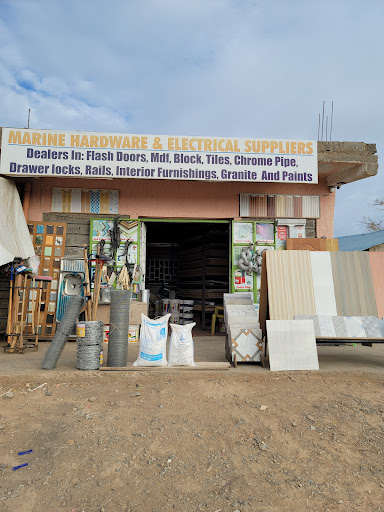 MARINE HARDWARE & ELECTRICAL SUPPLIERS
Dealers In: Flash Doors, Mdf, Block, Tiles, Chrome Pipe,
Drawer locks, Rails, Interior Furnishings, Granite And Paints